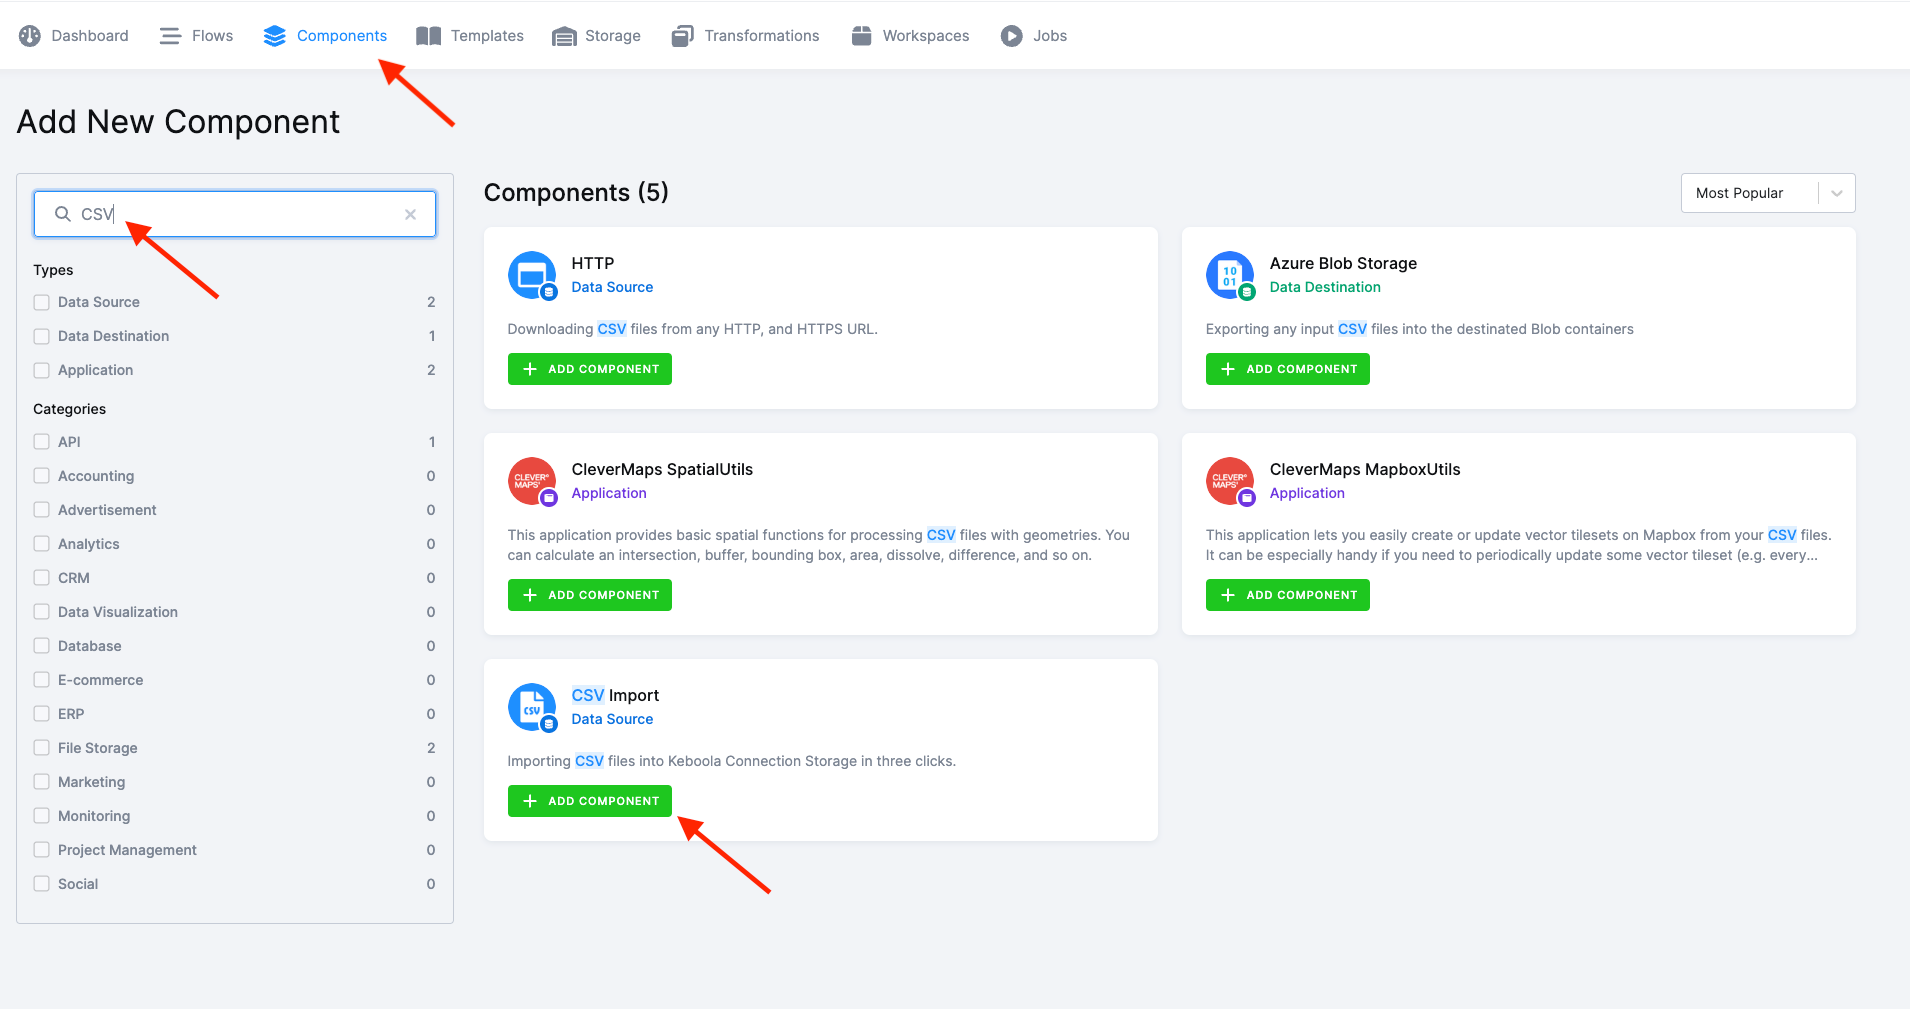 Dashboard Flows Components Templates Storage Transformations Workspaces Jobs
Add New Component
CSV
Types
Data Source 2
Data Destination 1
Application 2
Categories
API 1
Accounting 0
Advertisement 0
Analytics 0
CRM 0
Data Visualization 0
Database 0
E-commerce 0
ERP 0
File Storage 2
Marketing 0
Monitoring 0
Project Management 0
Social 0
Components (5)
Most Popular
HTTP
Data Source
Downloading CSV files from any HTTP, and HTTPS URL.
ADD COMPONENT
10
01
Azure Blob Storage
Data Destination
Exporting any input CSV files into the destinated Blob containers
ADD COMPONENT
CLEVER°
MAPS'
CleverMaps SpatialUtils
Application
This application provides basic spatial functions for processing CSV files with geometries. You
can calculate an intersection, buffer, bounding box, area, dissolve, difference, and so on.
ADD COMPONENT
CLEVER°
MAPS'
CleverMaps MapboxUtils
Application
This application lets you easily create or update vector tilesets on Mapbox from your CSV files.
It can be especially handy if you need to periodically update some vector tileset (e.g. every...
ADD COMPONENT
CSV
CSV Import
Data Source
Importing CSV files into Keboola Connection Storage in three clicks.
ADD COMPONENT